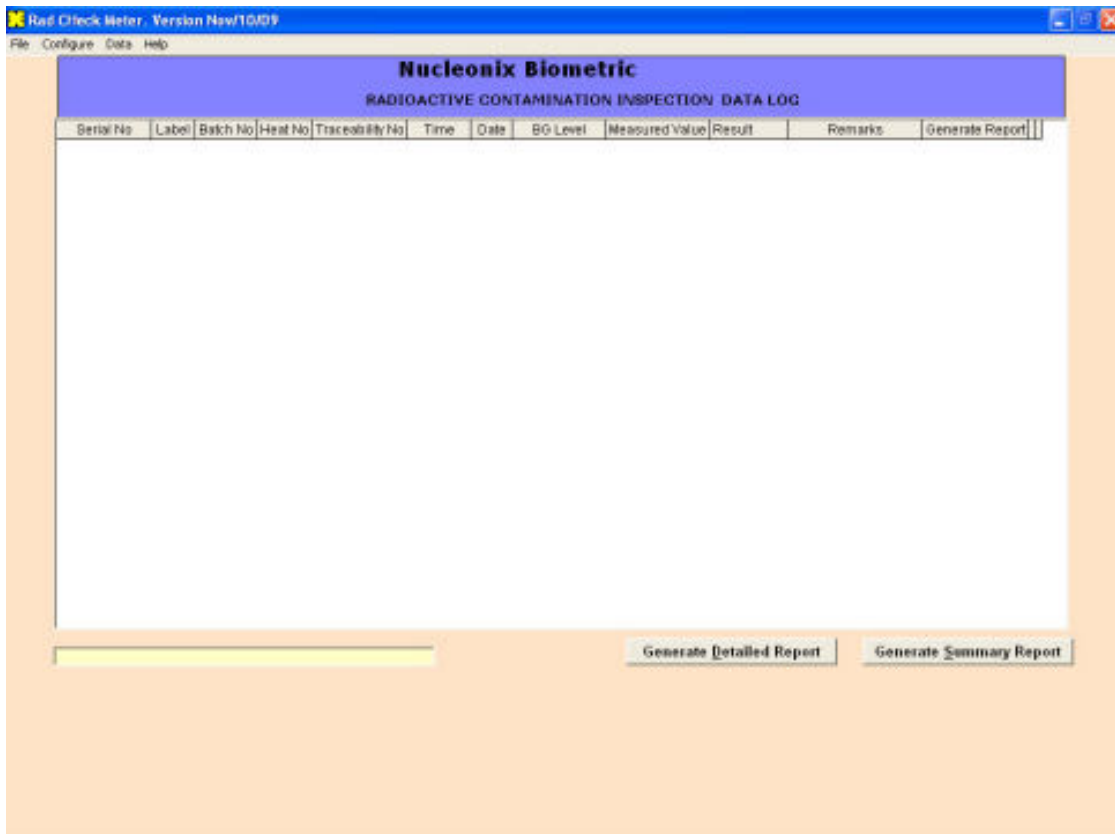 Rad CHeck Meter. Version Nov/10/09
File Configure Data Help
Nucleonix Biometric
RADIOACTIVE CONTAMINATION INSPECTION DATA LOG
Serial No Label Batch No Heat No Traceability No Time Date BG Level Measured Value Result Remarks Generate Report
Generate Detailed Report Generate Summary Report